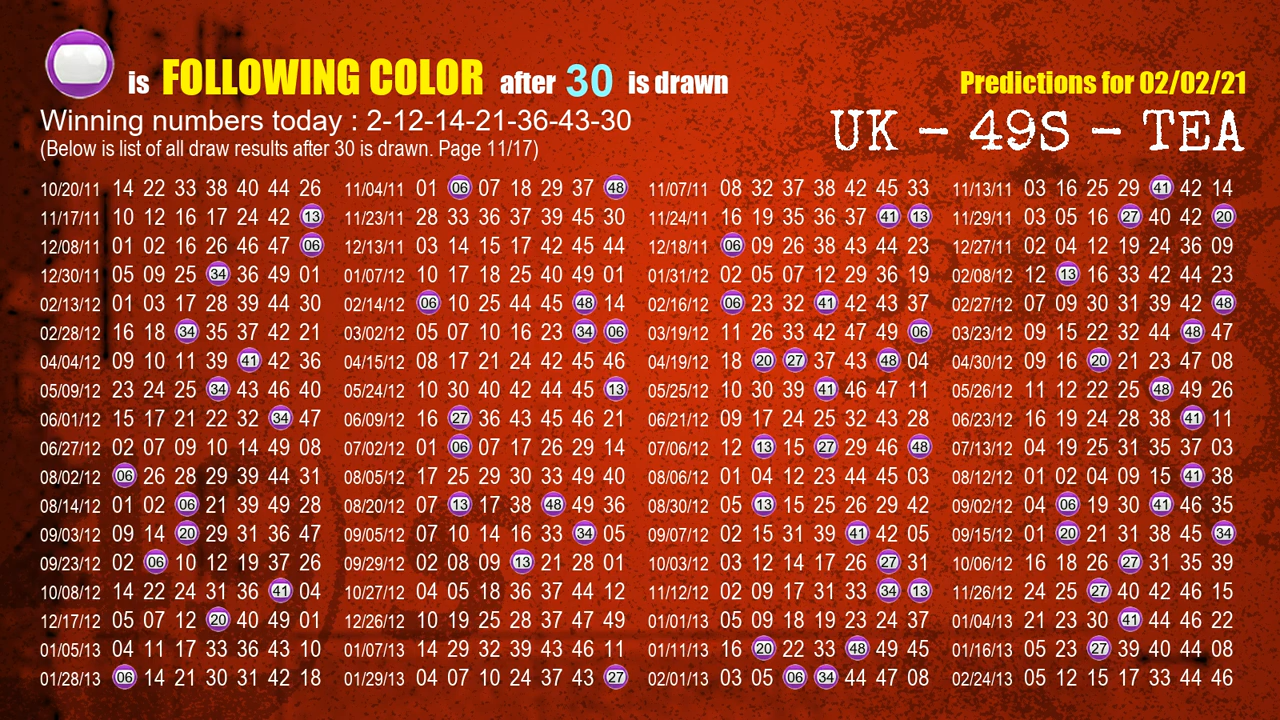 is FOLLOWING COLOR after 30 is drawn
Predictions for 02/02/21
Winning numbers today : 2-12-14-21-36-43-30
UK - 49S - TEA
(Below is list of all draw results after 30 is drawn. Page 11/17)
10/20/11 14 22 33 38 40 44 26 11/04/11 01 06 07 18 29 37 48 11/07/11 08 32 37 38 42 45 33 11/13/11 03 16 25 29 41 42 14
11/17/11 10 12 16 17 24 42 13 11/23/11 28 33 36 37 39 45 30 11/24/11 16 19 35 36 37 41 13 11/29/11 03 05 16 27 40 42 20
12/08/11 01 02 16 26 46 47 06 12/13/11 03 14 15 17 42 45 44 12/18/11 06 09 26 38 43 44 23 12/27/11 02 04 12 19 24 36 09
12/30/11 05 09 25 34 36 49 01 01/07/12 10 17 18 25 40 49 01 01/31/12 02 05 07 12 29 36 19 02/08/12 12 13 16 33 42 44 23
02/13/12 01 03 17 28 39 44 30 02/14/12 06 10 25 44 45 48 14 02/16/12 06 23 32 41 42 43 37 02/27/12 07 09 30 31 39 42 48
02/28/12 16 18 34 35 37 42 21 03/02/12 05 07 10 16 23 34 06 03/19/12 11 26 33 42 47 49 06 03/23/12 09 15 22 32 44 48 47
04/04/12 09 10 11 39 41 42 36 04/15/12 08 17 21 24 42 45 46 04/19/12 18 20 27 37 43 48 04 04/30/12 09 16 20 21 23 47 08
05/09/12 23 24 25 34 43 46 40 05/24/12 10 30 40 42 44 45 13 05/25/12 10 30 39 41 46 47 11 05/26/12 11 12 22 25 48 49 26
06/01/12 15 17 21 22 32 34 47 06/09/12 16 27 36 43 45 46 21 06/21/12 09 17 24 25 32 43 28 06/23/12 16 19 24 28 38 41 11
06/27/12 02 07 09 10 14 49 08 07/02/12 01 06 07 17 26 29 14 07/06/12 12 13 15 27 29 46 48 07/13/12 04 19 25 31 35 37 03
08/02/12 06 26 28 29 39 44 31 08/05/12 17 25 29 30 33 49 40 08/06/12 01 04 12 23 44 45 03 08/12/12 01 02 04 09 15 41 38
08/14/12 01 02 06 21 39 49 28 08/20/12 07 13 17 38 48 49 36 08/30/12 05 13 15 25 26 29 42 09/02/12 04 06 19 30 41 46 35
09/03/12 09 14 20 29 31 36 47 09/05/12 07 10 14 16 33 34 05 09/07/12 02 15 31 39 41 42 05 09/15/12 01 20 21 31 38 45 34
09/23/12 02 06 10 12 19 37 26 09/29/12 02 08 09 13 21 28 01 10/03/12 03 12 14 17 26 27 31 10/06/12 16 18 26 27 31 35 39
10/08/12 14 22 24 31 36 41 04 10/27/12 04 05 18 36 37 44 12 11/12/12 02 09 17 31 33 34 13 11/26/12 24 25 27 40 42 46 15
12/17/12 05 07 12 20 40 49 01 12/26/12 10 19 25 28 37 47 49 01/01/13 05 09 18 19 23 24 37 01/04/13 21 23 30 41 44 46 22
01/05/13 04 11 17 33 36 43 10 01/07/13 14 29 32 39 43 46 11 01/11/13 16 20 22 33 48 49 45 01/16/13 05 23 27 39 40 44 08
01/28/13 06 14 21 30 31 42 18 01/29/13 04 07 10 24 37 43 27 02/01/13 03 05 06 34 44 47 08 02/24/13 05 12 15 17 33 44 46